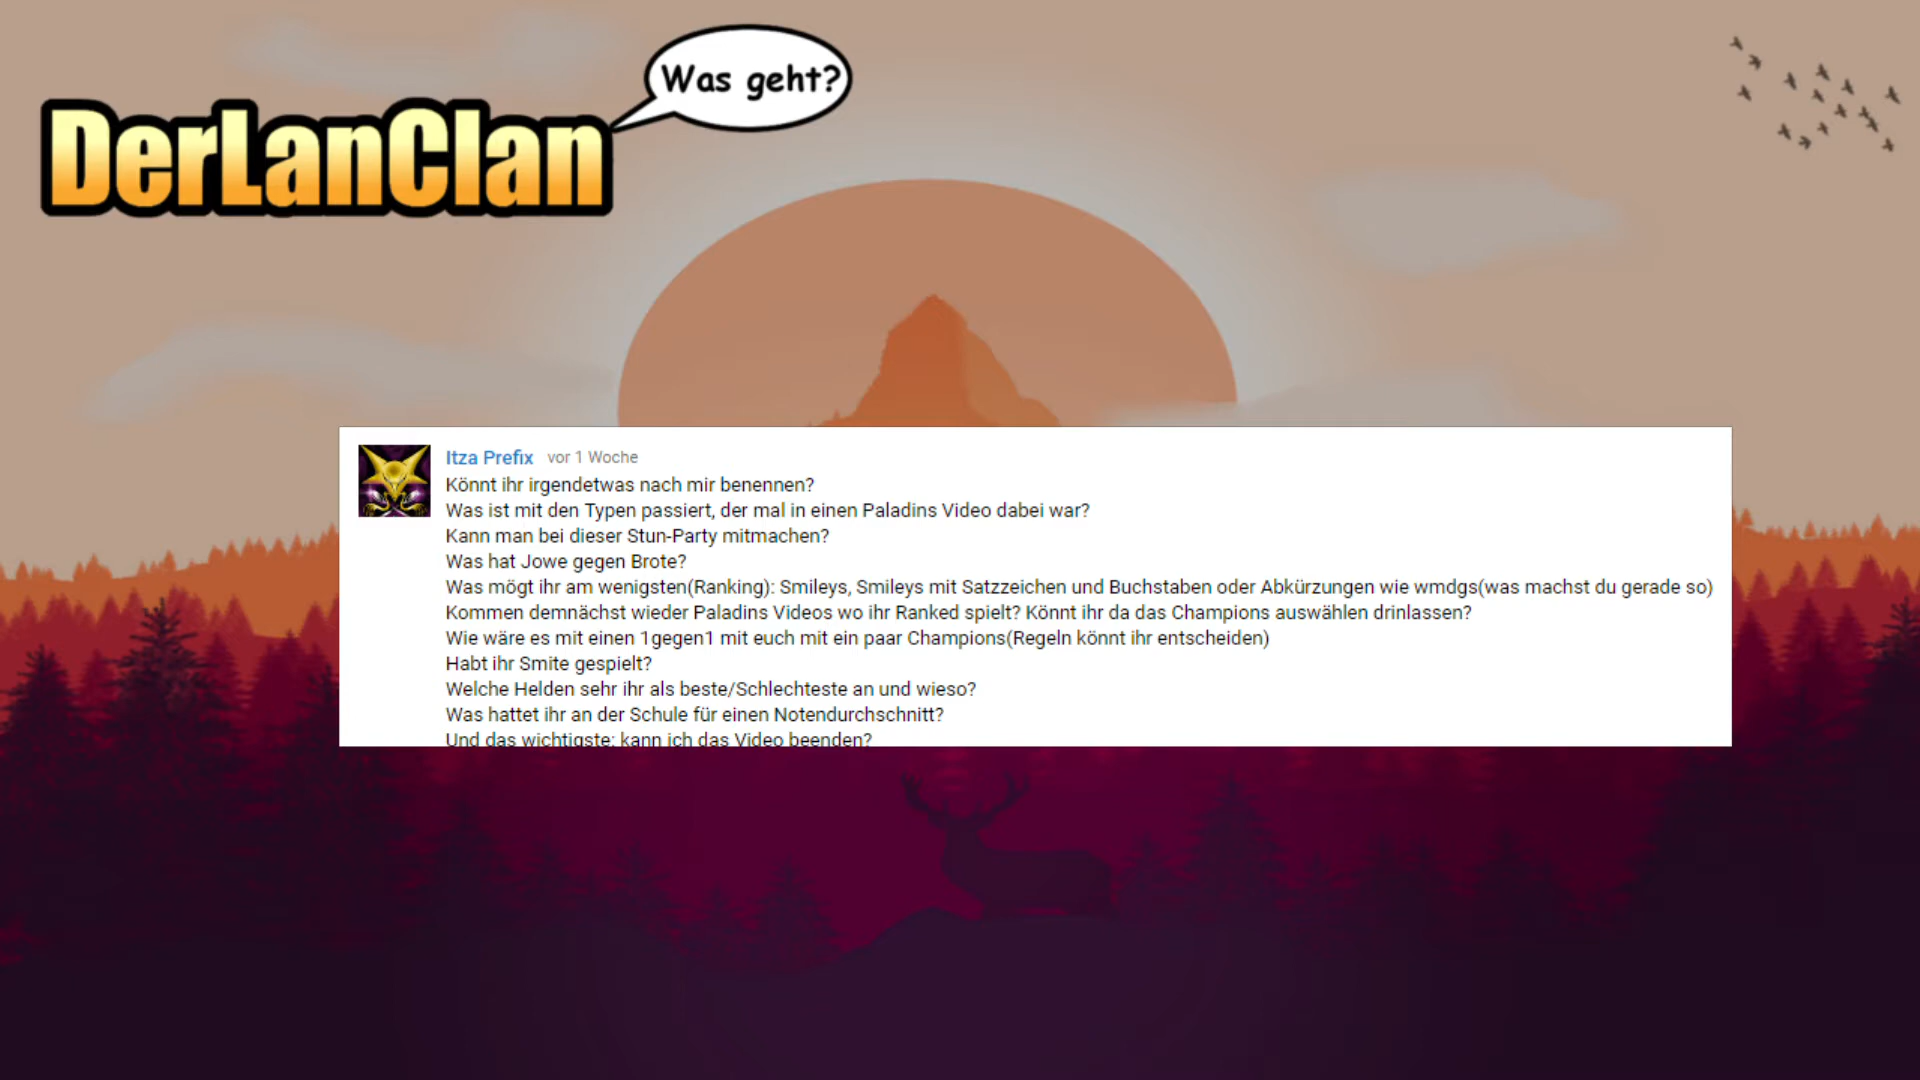 Was geht?
DerLanClan
Itza Prefix vor 1 Woche
Könnt ihr irgendetwas nach mir benennen?
Was ist mit den Typen passiert, der mal in einen Paladins Video dabei war?
Kann man bei dieser Stun-Party mitmachen?
Was hat Jowe gegen Brote?
Was mögt ihr am wenigsten(Ranking): Smileys, Smileys mit Satzzeichen und Buchstaben oder Abkürzungen wie wmdgs(was machst du gerade so)
Kommen demnächst wieder Paladins Videos wo ihr Ranked spielt? Könnt ihr da das Champions auswählen drinlassen?
Wie wäre es mit einen 1gegen1 mit euch mit ein paar Champions(Regeln könnt ihr entscheiden)
Habt ihr Smite gespielt?
Welche Helden sehr ihr als beste/Schlechteste an und wieso?
Was hattet ihr an der Schule für einen Notendurchschnitt?
Und das wichtigste: kann ich das Video beenden?